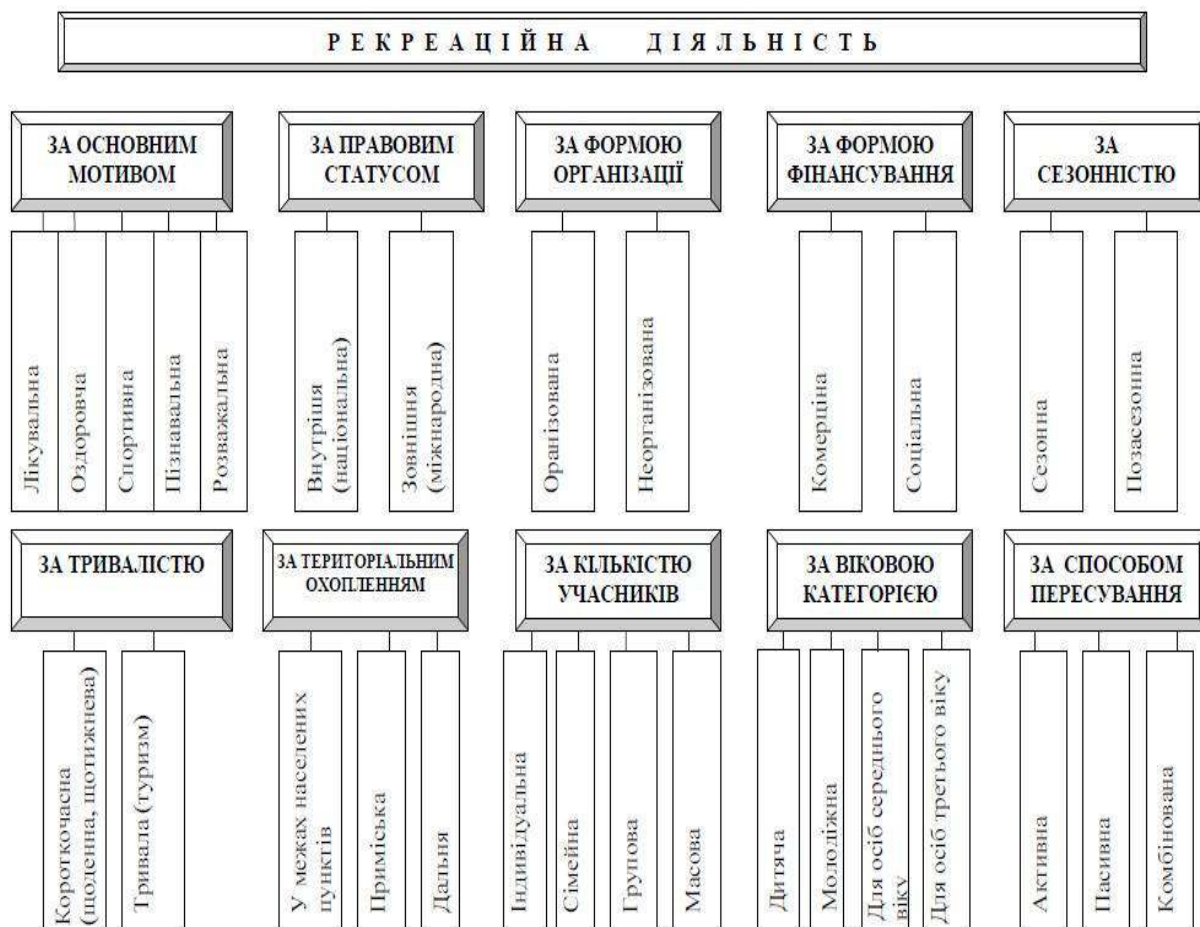 РЕКРЕАЦІЙНА ДІЯЛЬНІСТЬ
ЗА ОСНОВНИМ
МОТИВОМ
Лікувальна
Оздоровча
Спортивна
Пізнавальна
Розважальна
ЗА ПРАВОВИМ
СТАТУСОМ
Внутрішя
(національна)
Зовнішня
(міжнародна)
ЗА ФОРМОЮ
ОРГАНІЗАЦІЇ
Оранізована
Неорганізована
ЗА ФОРМОЮ
ФІНАНСУВАННЯ
Комерціна
Соціальна
ЗА
СЕЗОННІСТЮ
Сезонна
Позасезонна
ЗА ТРИВАЛІСТЮ
Короткочасна
(щоденна, щотижнева)
Тривала (туризм)
ЗА ТЕРИТОРІАЛЬНИМ
ОХОПЛЕННЯМ
У межах населених
пунктів
Приміська
Дальня
ЗА КІЛЬКІСТЮ
УЧАСНИКІВ
Індивідуальна
Сімейна
Групова
Масова
ЗА ВІКОВОЮ
КАТЕГОРІЄЮ
Дитяча
Молодіжна
Для осіб середнього
віку
Для осіб третього віку
ЗА СПОСОБОМ
ПЕРЕСУВАННЯ
Активна
Пасивна
Комбінована